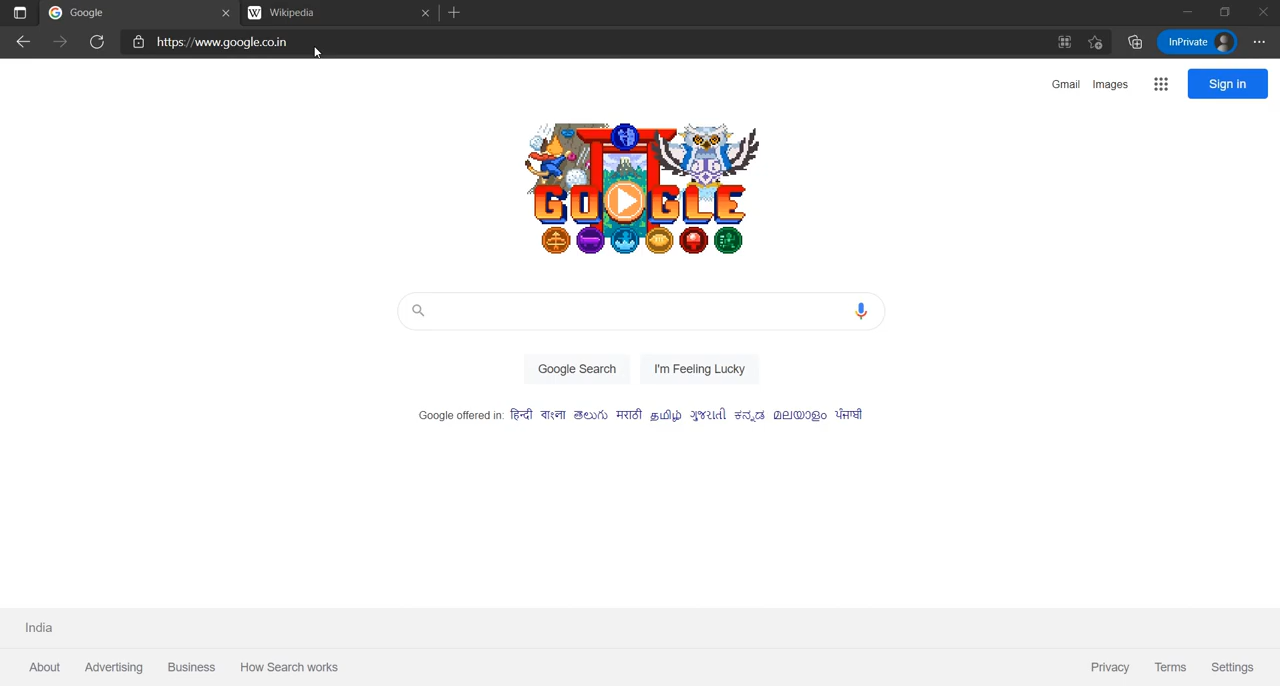 Google
Wikipedia
https://www.google.co.in
InPrivate
Gmail Images
Sign in
GOOGLE
Google Search
I'm Feeling Lucky
Google offered in: हिन्दी বাংলা తెలుగు मराठी தமிழ் ગુજરાતી ಕನ್ನಡ മലയാളം ਪੰਜਾਬੀ
India
About Advertising Business How Search works Privacy Terms Settings